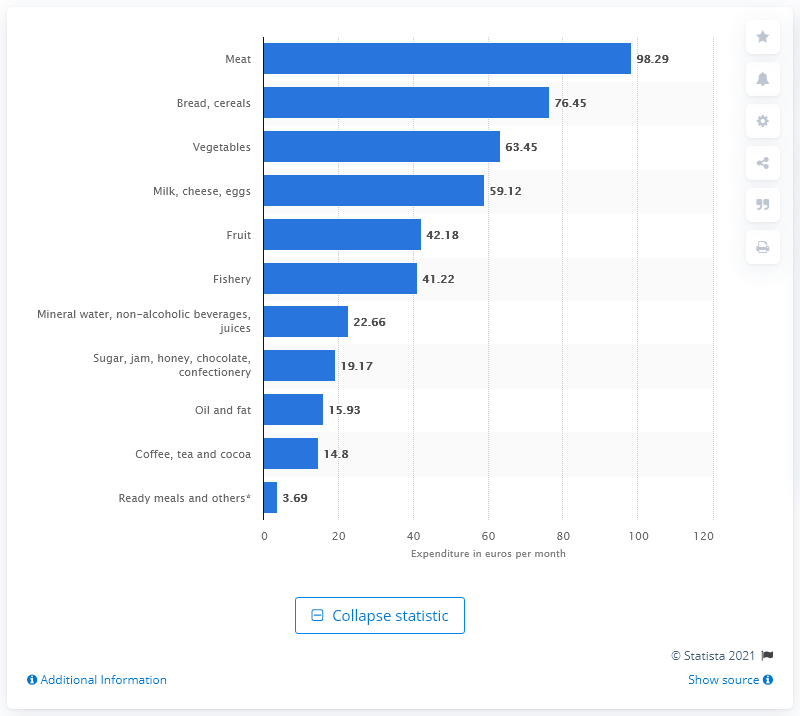 Meat
98.29
Bread, cereals
76.45
Vegetables
63.45
Milk, cheese, eggs
59.12
Fruit
42.18
Fishery
41.22
Mineral water, non-alcoholic beverages,
juices
22.66
Sugar, jam, honey, chocolate,
confectionery
19.17
Oil and fat
15.93
Coffee, tea and cocoa
14.8
Ready meals and others*
3.69
0 20 40 60 80 100 120
Expenditure in euros per month
Collapse statistic
© Statista 2021
Additional Information
Show source